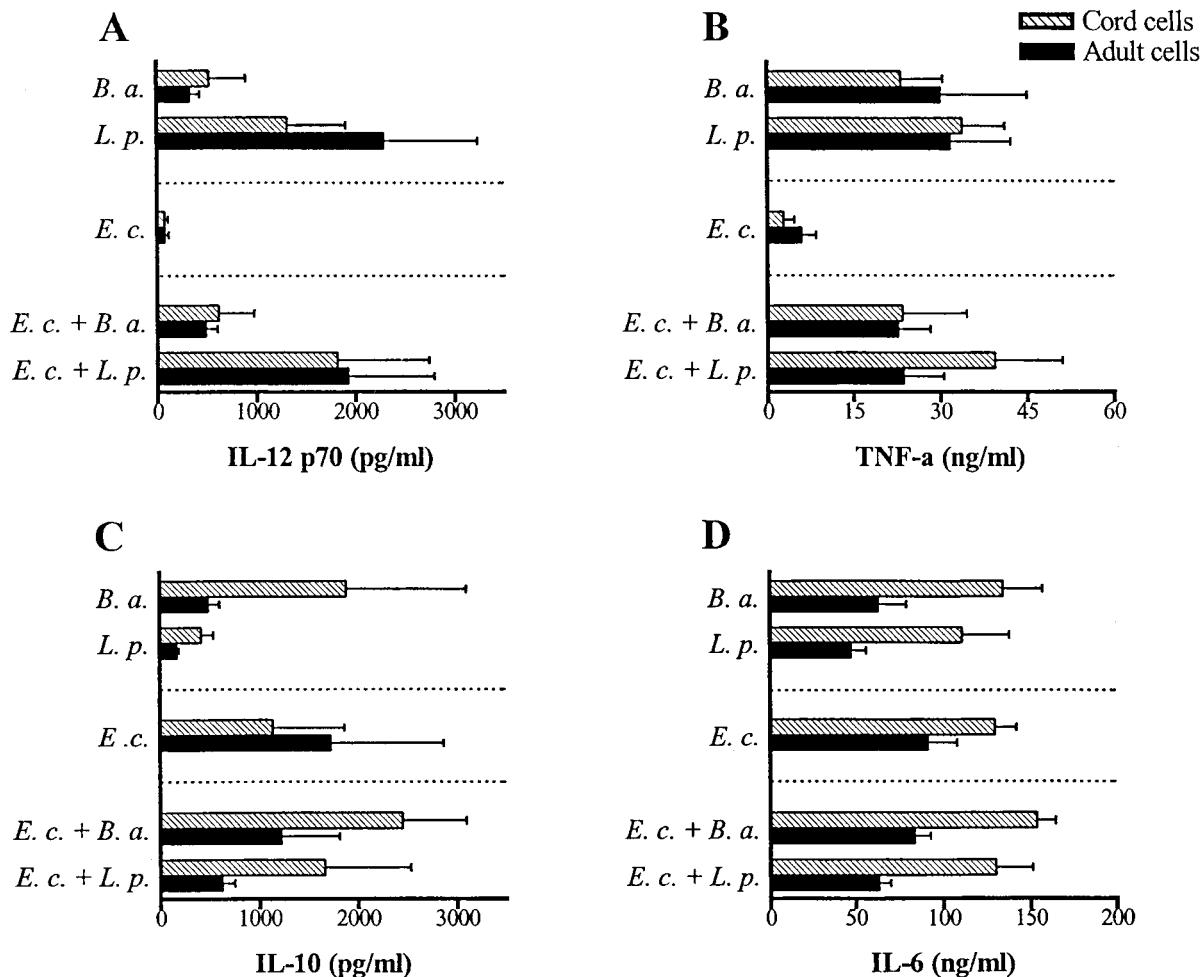 A
B. a.
L. p.
E. c.
E. c. + B. a.
E. c. + L. p.
0 1000 2000 3000
IL-12 p70 (pg/ml)
B
Cord cells
Adult cells
B. a.
L. p.
E. c.
E. c. + B. a.
E. c. + L. p.
0 15 30 45 60
TNF-a (ng/ml)
C
B. a.
L. p.
E .c.
E. c. + B. a.
E. c. + L. p.
0 1000 2000 3000
IL-10 (pg/ml)
D
B. a.
L. p.
E. c.
E. c. + B. a.
E. c. + L. p.
0 50 100 150 200
IL-6 (ng/ml)